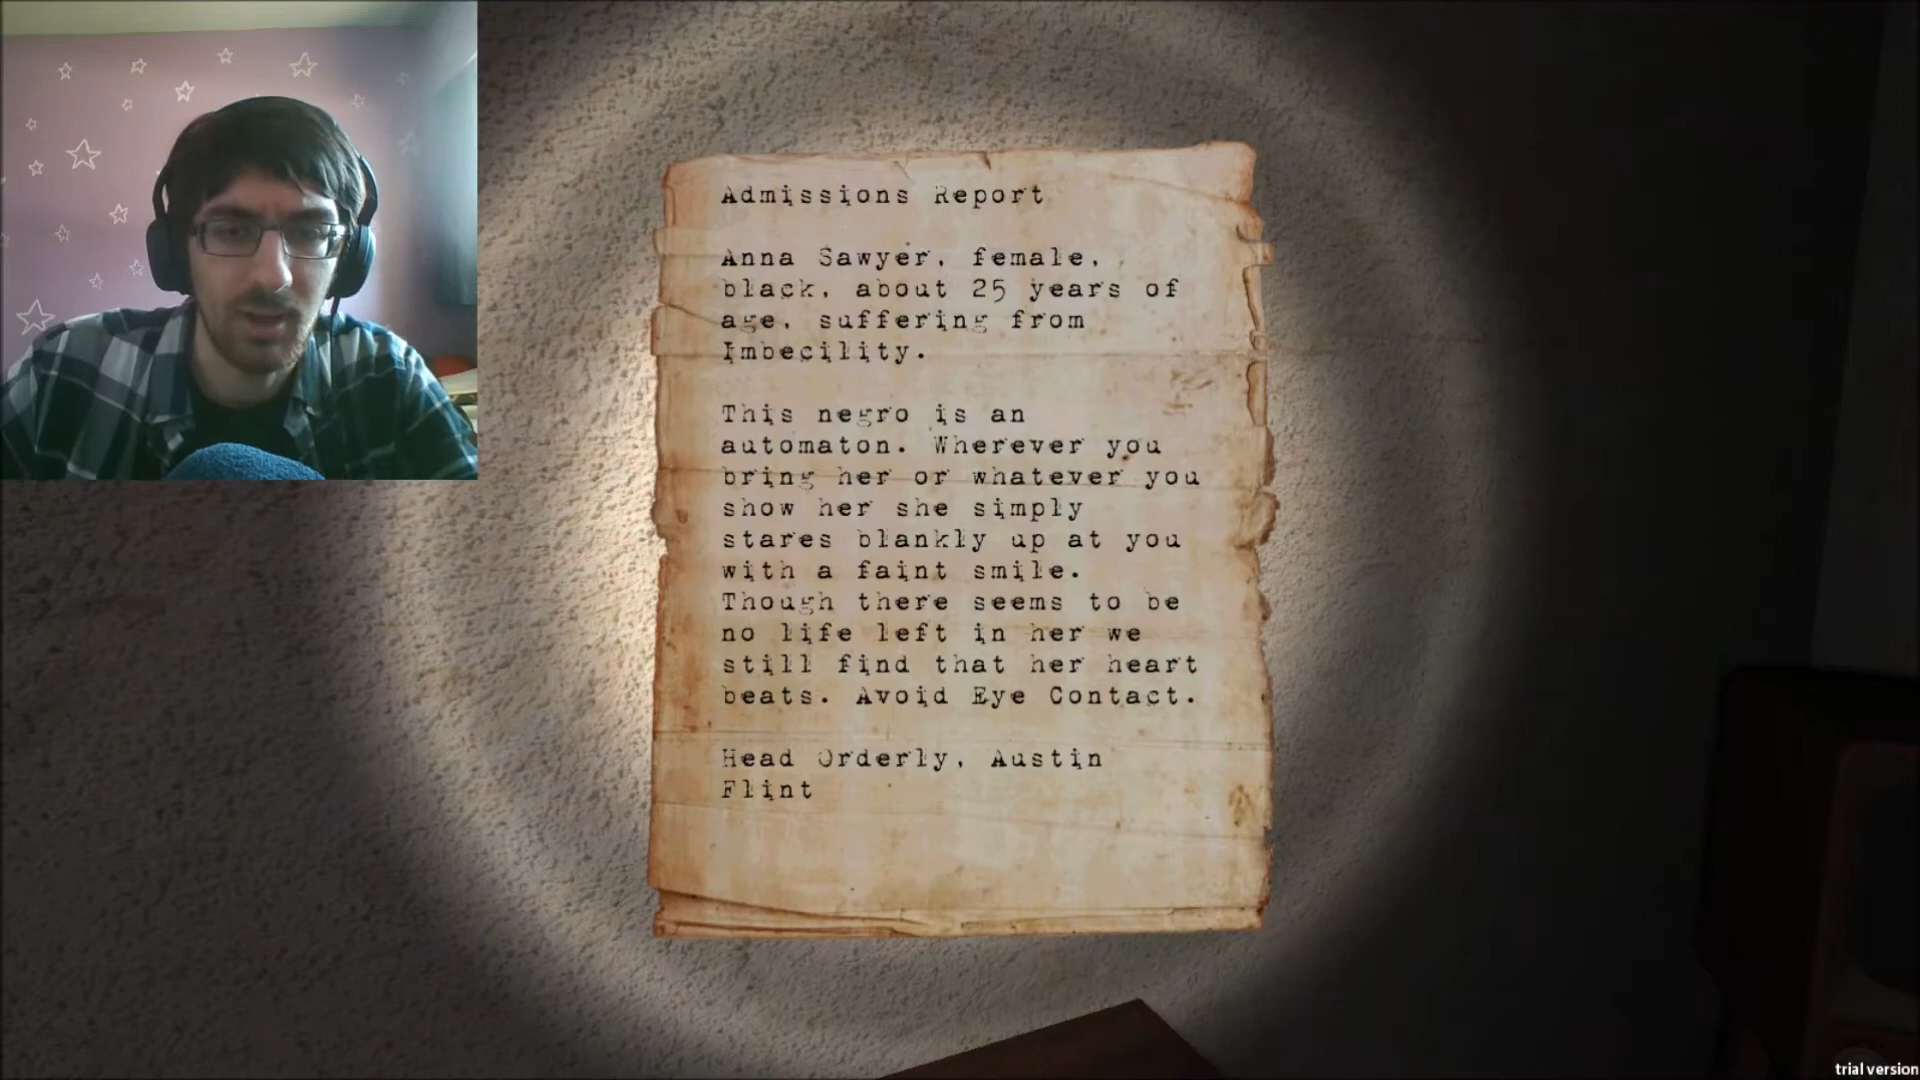 Admissions Report
Anna Sawyer, female,
black, about 25 years of
age, suffering from
Imbecility.
This negro is an
automaton. Wherever you
bring her or whatever you
show her she simply
stares blankly up at you
with a faint smile.
Though there seems to be
no life left in her we
still find that her heart
beats. Avoid Eye Contact.
Head Orderly, Austin
Flint
trial version